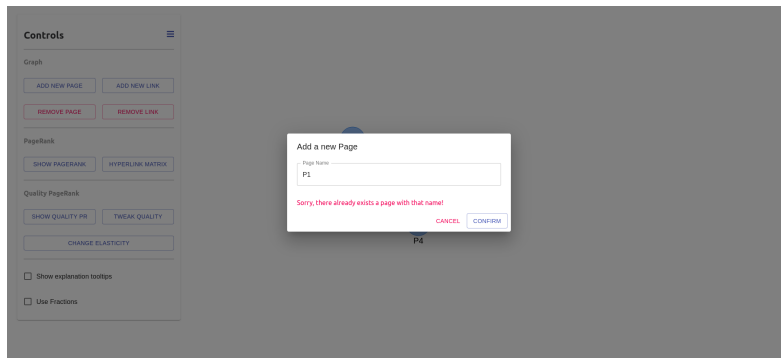 Controls
Graph
ADD NEW PAGE
ADD NEW LINK
REMOVE PAGE
REMOVE LINK
PageRank
SHOW PAGERANK
HYPERLINK MATRIX
Quality PageRank
SHOW QUALITY PR
TWEAK QUALITY
CHANGE ELASTICITY
Show explanation tooltips
Use Fractions
Add a new Page
Page Name
P1
Sorry, there already exists a page with that name!
CANCEL
CONFIRM
P4